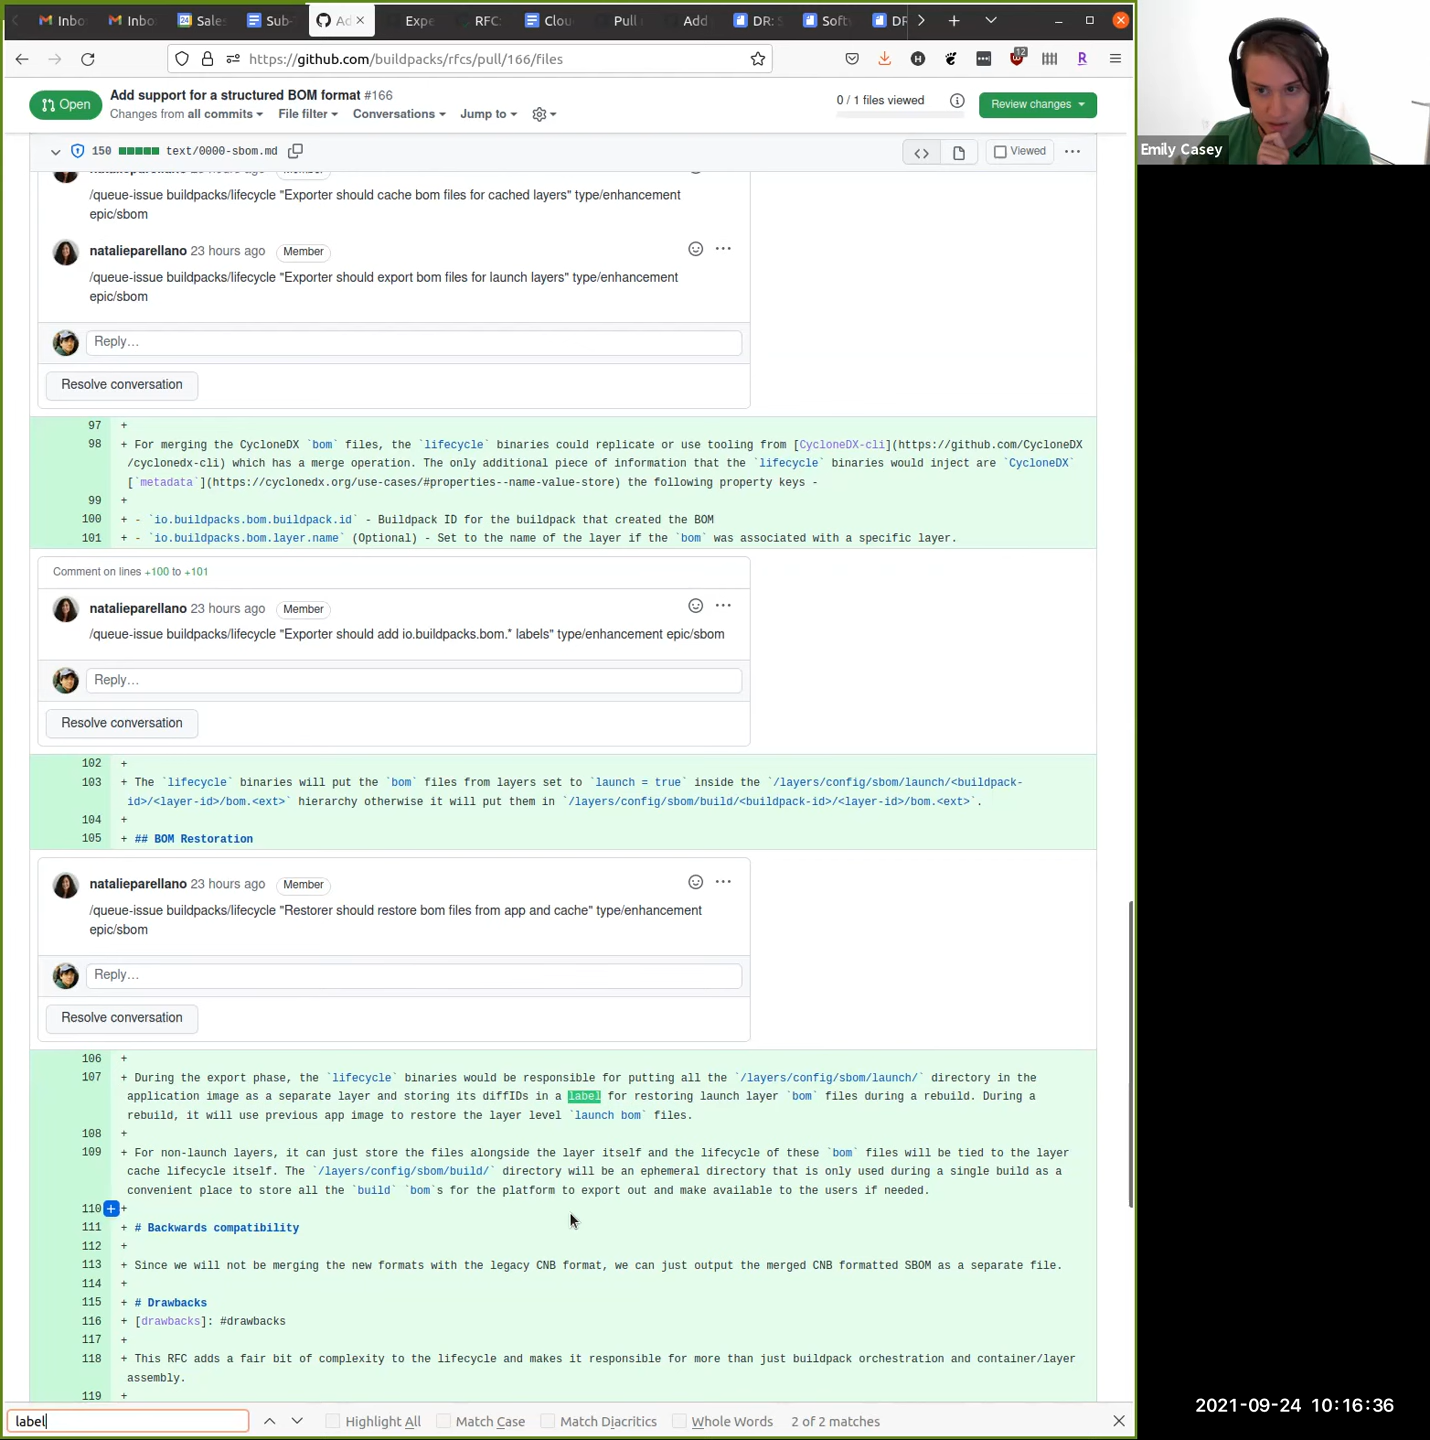 Inbo
Inbo
24 Sales
Sub-
Ad
Expe
RFC:
Clou
Pull
Add
DR: S
Soft
DR
https://github.com/buildpacks/rfcs/pull/166/files
12
Open
Add support for a structured BOM format #166
Changes from all commits File filter Conversations Jump to
0 / 1 files viewed
Review changes
150 text/0000-sbom.md
Viewed
/queue-issue buildpacks/lifecycle "Exporter should cache bom files for cached layers" type/enhancement
epic/sbom
natalieparellano 23 hours ago Member
/queue-issue buildpacks/lifecycle "Exporter should export bom files for launch layers" type/enhancement
epic/sbom
Reply…
Resolve conversation
97 +
98 + For merging the CycloneDX `bom` files, the `lifecycle` binaries could replicate or use tooling from [CycloneDX-cli](https://github.com/CycloneDX
/cyclonedx-cli) which has a merge operation. The only additional piece of information that the `lifecycle` binaries would inject are `CycloneDX`
[`metadata`](https://cyclonedx.org/use-cases/#properties--name-value-store) the following property keys -
99 +
100 + - `io.buildpacks.bom.buildpack.id` - Buildpack ID for the buildpack that created the BOM
101 + - `io.buildpacks.bom.layer.name` (Optional) - Set to the name of the layer if the `bom` was associated with a specific layer.
Comment on lines +100 to +101
natalieparellano 23 hours ago Member
/queue-issue buildpacks/lifecycle "Exporter should add io.buildpacks.bom.* labels" type/enhancement epic/sbom
Reply…
Resolve conversation
102 +
103 + The `lifecycle` binaries will put the `bom` files from layers set to `launch = true` inside the `/layers/config/sbom/launch/<buildpack-
id>/<layer-id>/bom.<ext>` hierarchy otherwise it will put them in `/layers/config/sbom/build/<buildpack-id>/<layer-id>/bom.<ext>`.
104 +
105 + ## BOM Restoration
natalieparellano 23 hours ago Member
/queue-issue buildpacks/lifecycle "Restorer should restore bom files from app and cache" type/enhancement
epic/sbom
Reply…
Resolve conversation
106 +
107 + During the export phase, the `lifecycle` binaries would be responsible for putting all the `/layers/config/sbom/launch/` directory in the
application image as a separate layer and storing its diffIDs in a label for restoring launch layer `bom` files during a rebuild. During a
rebuild, it will use previous app image to restore the layer level `launch bom` files.
108 +
109 + For non-launch layers, it can just store the files alongside the layer itself and the lifecycle of these `bom` files will be tied to the layer
cache lifecycle itself. The `/layers/config/sbom/build/` directory will be an ephemeral directory that is only used during a single build as a
convenient place to store all the `build` `bom`s for the platform to export out and make available to the users if needed.
110 +
111 + # Backwards compatibility
112 +
113 + Since we will not be merging the new formats with the legacy CNB format, we can just output the merged CNB formatted SBOM as a separate file.
114 +
115 + # Drawbacks
116 + [drawbacks]: #drawbacks
117 +
118 + This RFC adds a fair bit of complexity to the lifecycle and makes it responsible for more than just buildpack orchestration and container/layer
assembly.
119 +
label
Highlight All Match Case Match Diacritics Whole Words 2 of 2 matches
Emily Casey
2021-09-24 10:16:36